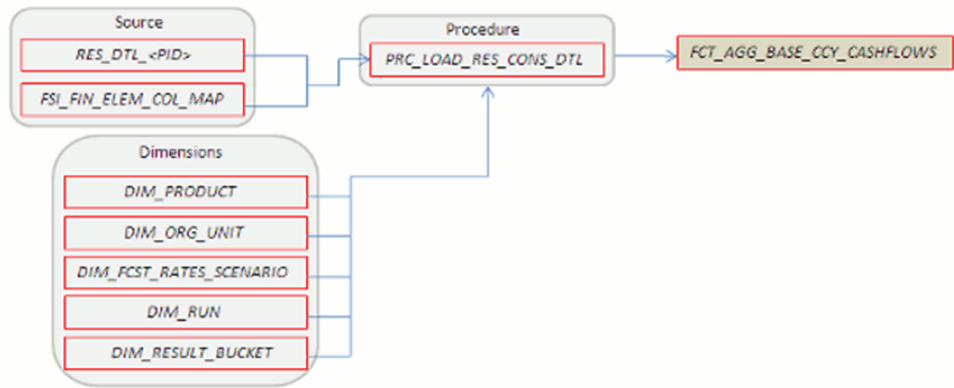 Source
RES_DTL_<PID>
FSI_FIN_ELEM_COL_MAP
Procedure
PRC_LOAD_RES_CONS_DTL
FCT_AGG_BASE_CCY_CASHFLOWS
Dimensions
DIM_PRODUCT
DIM_ORG_UNIT
DIM_FCST_RATES_SCENARIO
DIM_RUN
DIM_RESULT_BUCKET